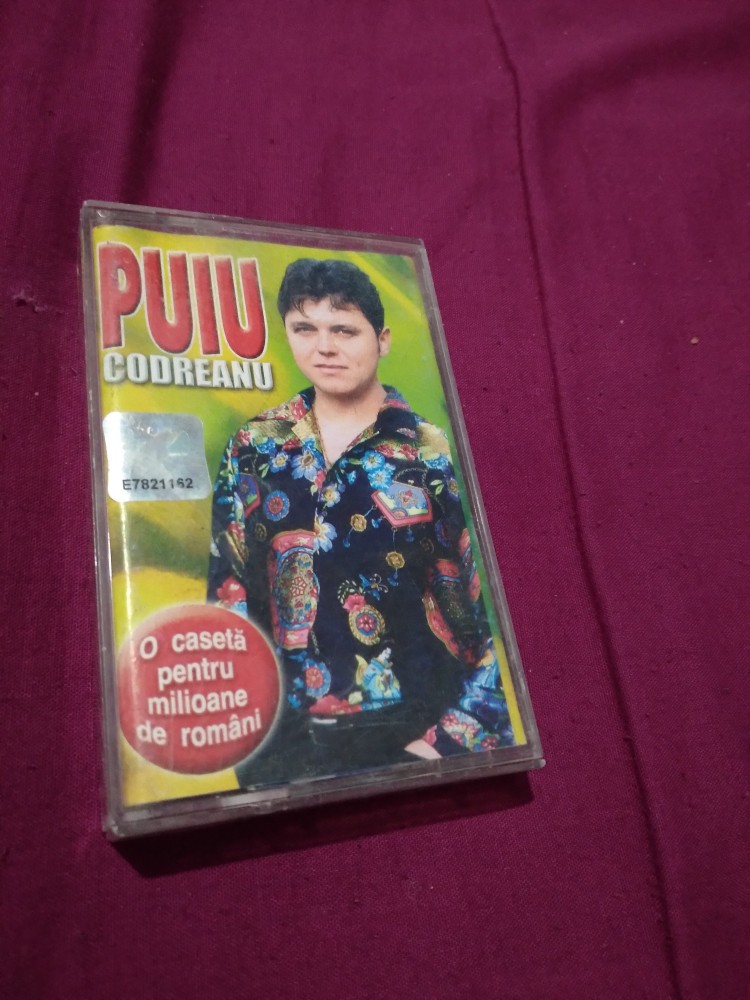 PUIU
CODREANU
E7821162
O casetă
pentru
milioane
de români